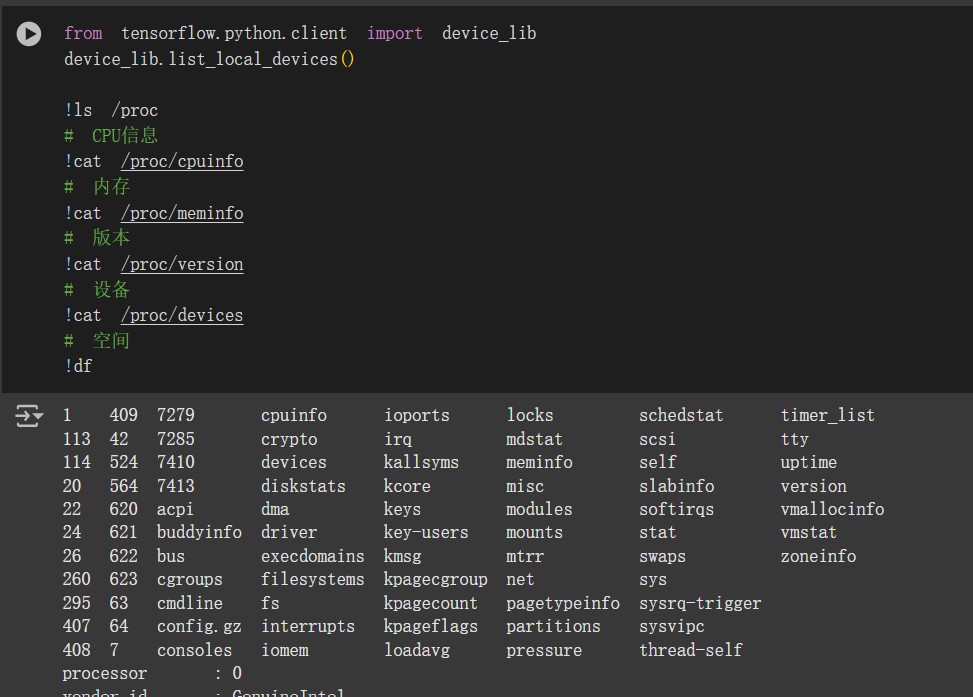 from tensorflow.python.client import device_lib
device_lib.list_local_devices()
!ls /proc
# CPU信息
!cat /proc/cpuinfo
# 内存
!cat /proc/meminfo
# 版本
!cat /proc/version
# 设备
!cat /proc/devices
# 空间
!df
1 409 7279 cpuinfo ioports locks schedstat timer_list
113 42 7285 crypto irq mdstat scsi tty
114 524 7410 devices kallsyms meminfo self uptime
20 564 7413 diskstats kcore misc slabinfo version
22 620 acpi dma keys modules softirqs vmallocinfo
24 621 buddyinfo driver key-users mounts stat vmstat
26 622 bus execdomains kmsg mtrr swaps zoneinfo
260 623 cgroups filesystems kpagecgroup net sys
295 63 cmdline fs kpagecount pagetypeinfo sysrq-trigger
407 64 config.gz interrupts kpageflags partitions sysvipc
408 7 consoles iomem loadavg pressure thread-self
processor : 0
vendor_id : GenuineIntel